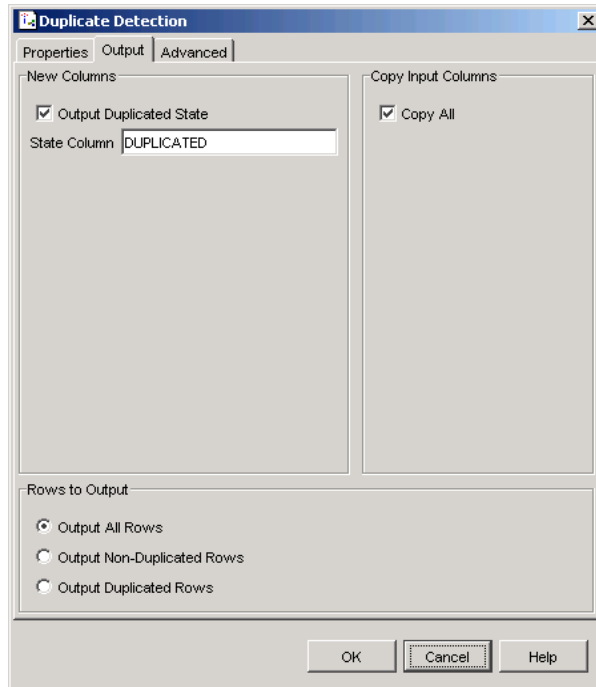 Duplicate Detection
Properties Output Advanced
New Columns
Output Duplicated State
State Column DUPLICATED
Copy Input Columns
Copy All
Rows to Output
Output All Rows
Output Non-Duplicated Rows
Output Duplicated Rows
OK Cancel Help